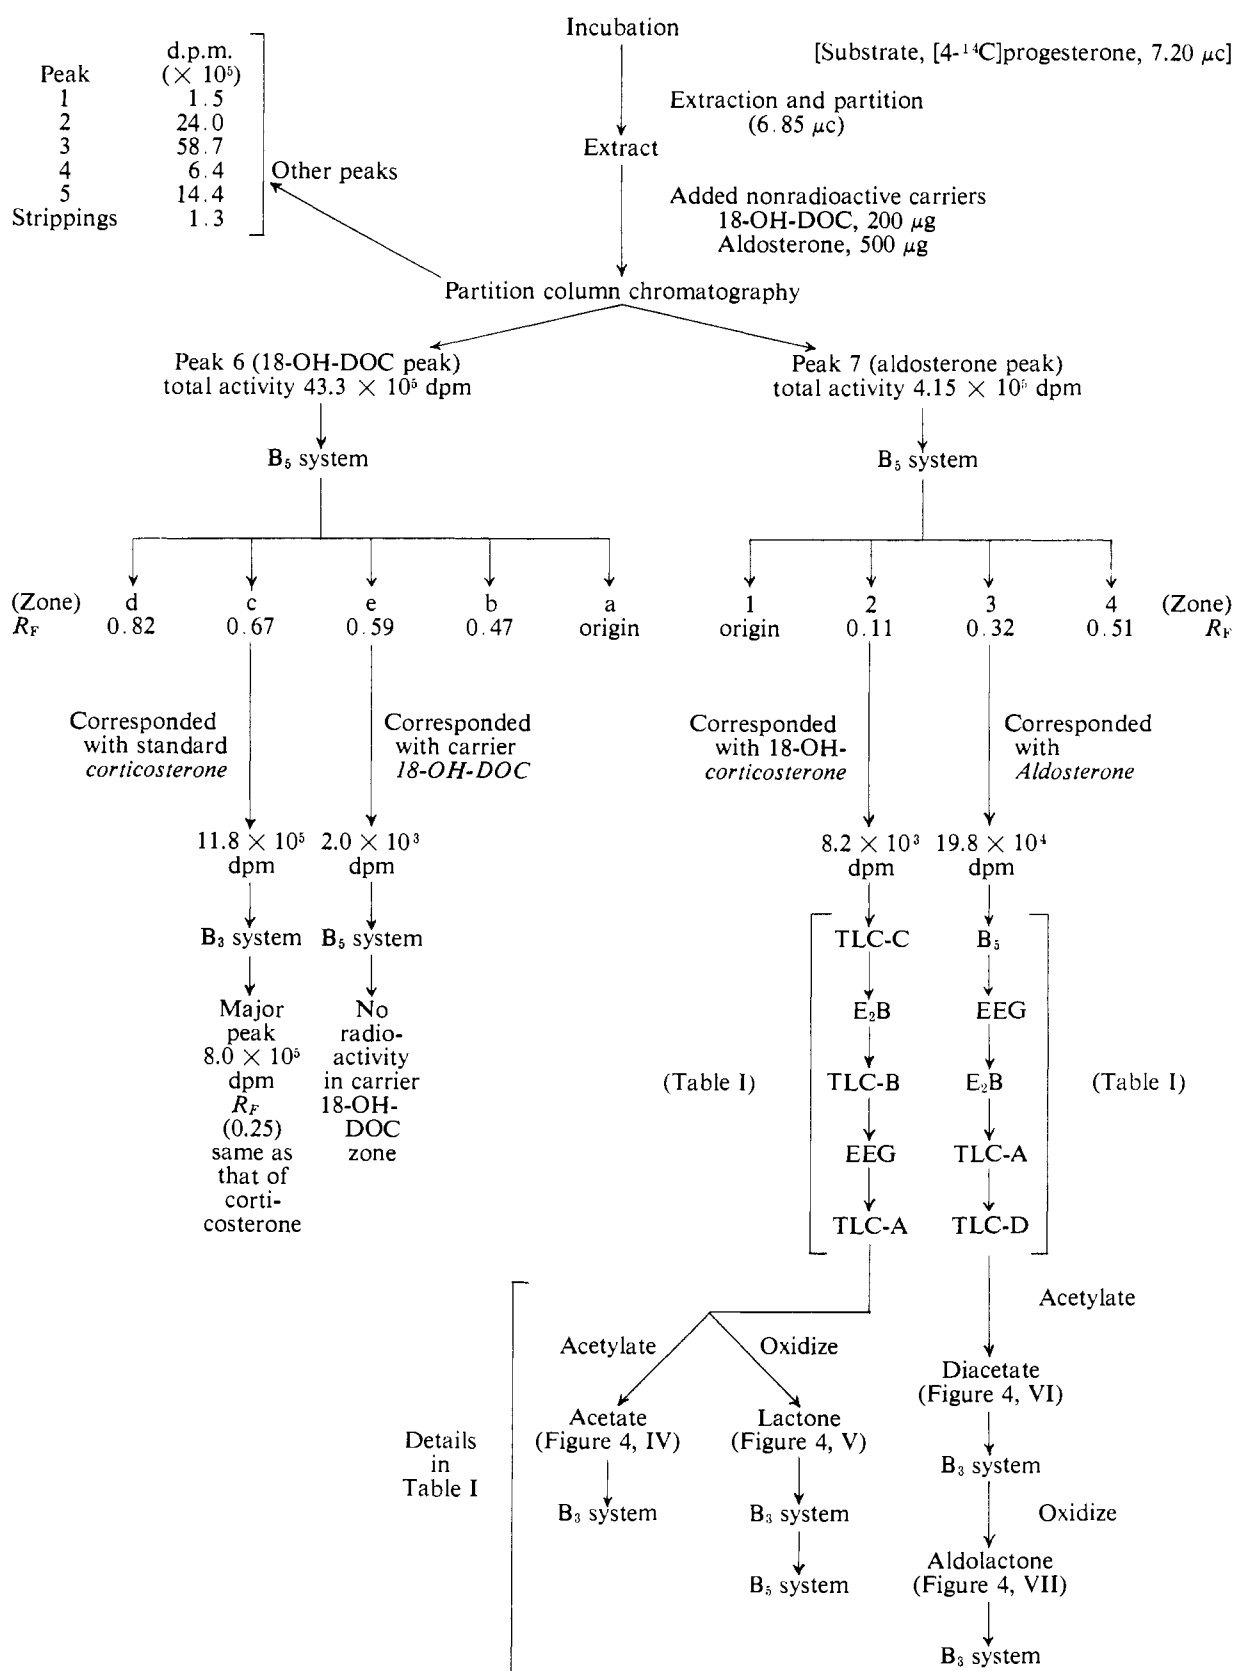 Incubation
[Substrate, [4-¹⁴C]progesterone, 7.20 μc]
Extraction and partition
(6.85 μc)
Extract
Added nonradioactive carriers
18-OH-DOC, 200 μg
Aldosterone, 500 μg
d.p.m.
Peak (× 10⁵)
1 1.5
2 24.0
3 58.7
4 6.4
5 14.4
Strippings 1.3
Other peaks
Partition column chromatography
Peak 6 (18-OH-DOC peak)
total activity 43.3 × 10⁵ dpm
B₅ system
Peak 7 (aldosterone peak)
total activity 4.15 × 10⁵ dpm
B₅ system
(Zone) d c e b a
R_F 0.82 0.67 0.59 0.47 origin
1 2 3 4 (Zone)
origin 0.11 0.32 0.51 R_F
Corresponded
with standard
corticosterone
Corresponded
with carrier
18-OH-DOC
Corresponded
with 18-OH-
corticosterone
Corresponded
with
Aldosterone
11.8 × 10⁵
dpm
2.0 × 10³
dpm
8.2 × 10³
dpm
19.8 × 10⁴
dpm
B₃ system
B₅ system
Major
peak
8.0 × 10⁵
dpm
R_F
(0.25)
same as
that of
corti-
costerone
No
radio-
activity
in carrier
18-OH-
DOC
zone
(Table I)
TLC-C
E₂B
TLC-B
EEG
TLC-A
B₅
EEG
E₂B
TLC-A
TLC-D
(Table I)
Details
in
Table I
Acetylate
Acetate
(Figure 4, IV)
B₃ system
Oxidize
Lactone
(Figure 4, V)
B₃ system
B₅ system
Acetylate
Diacetate
(Figure 4, VI)
B₃ system
Oxidize
Aldolactone
(Figure 4, VII)
B₃ system